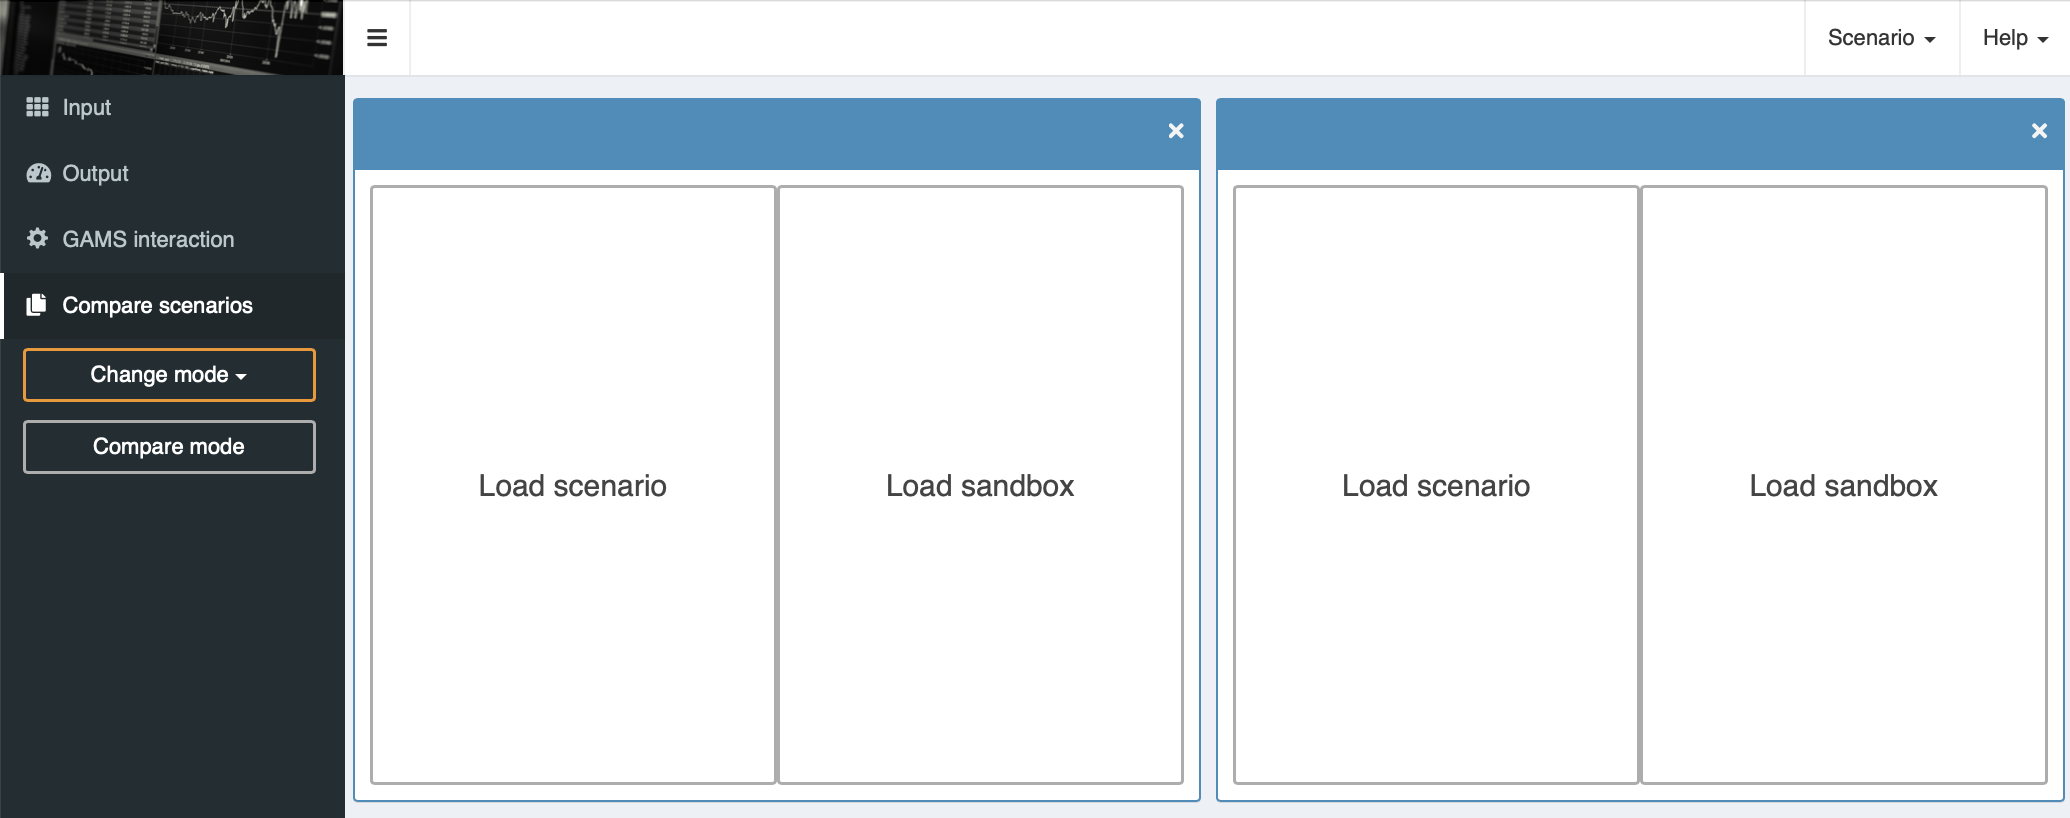 Scenario
Help
Input
Output
GAMS interaction
Compare scenarios
Change mode
Compare mode
Load scenario
Load sandbox
Load scenario
Load sandbox